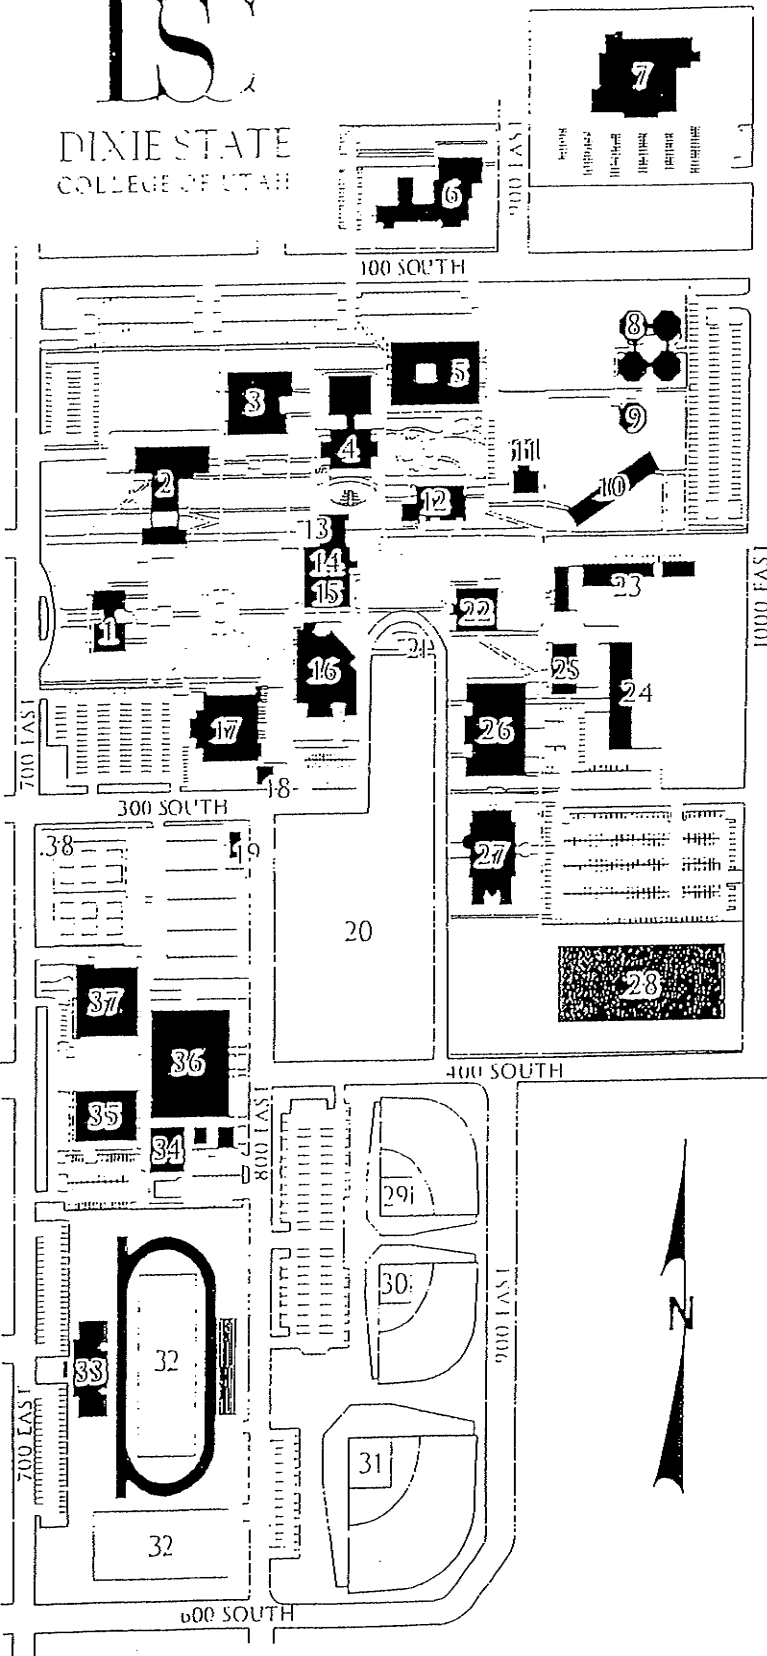 DSC
DIXIE STATE
COLLEGE OF UTAH
7
900 EAST
6
100 SOUTH
8
5
3
9
4
11
2
10
12
13
14
23
15
1000 EAST
22
1
21
16
25
24
700 EAST
17
26
18
300 SOUTH
.38
19
27
20
28
37
36
400 SOUTH
35
800 EAST
34
29
30
900 EAST
N
32
33
700 EAST
31
32
600 SOUTH